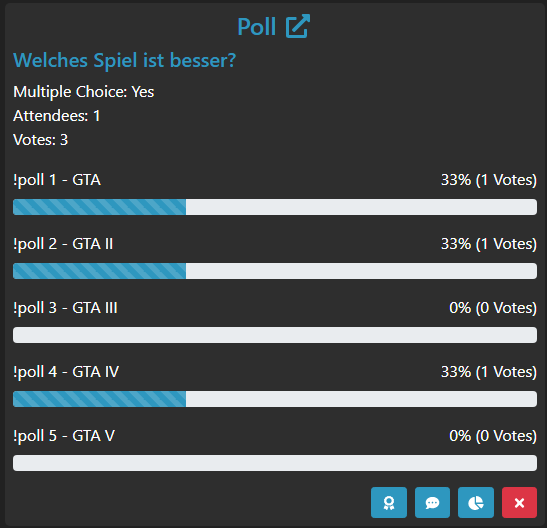 Poll
Welches Spiel ist besser?
Multiple Choice: Yes
Attendees: 1
Votes: 3
!poll 1 - GTA 33% (1 Votes)
!poll 2 - GTA II 33% (1 Votes)
!poll 3 - GTA III 0% (0 Votes)
!poll 4 - GTA IV 33% (1 Votes)
!poll 5 - GTA V 0% (0 Votes)